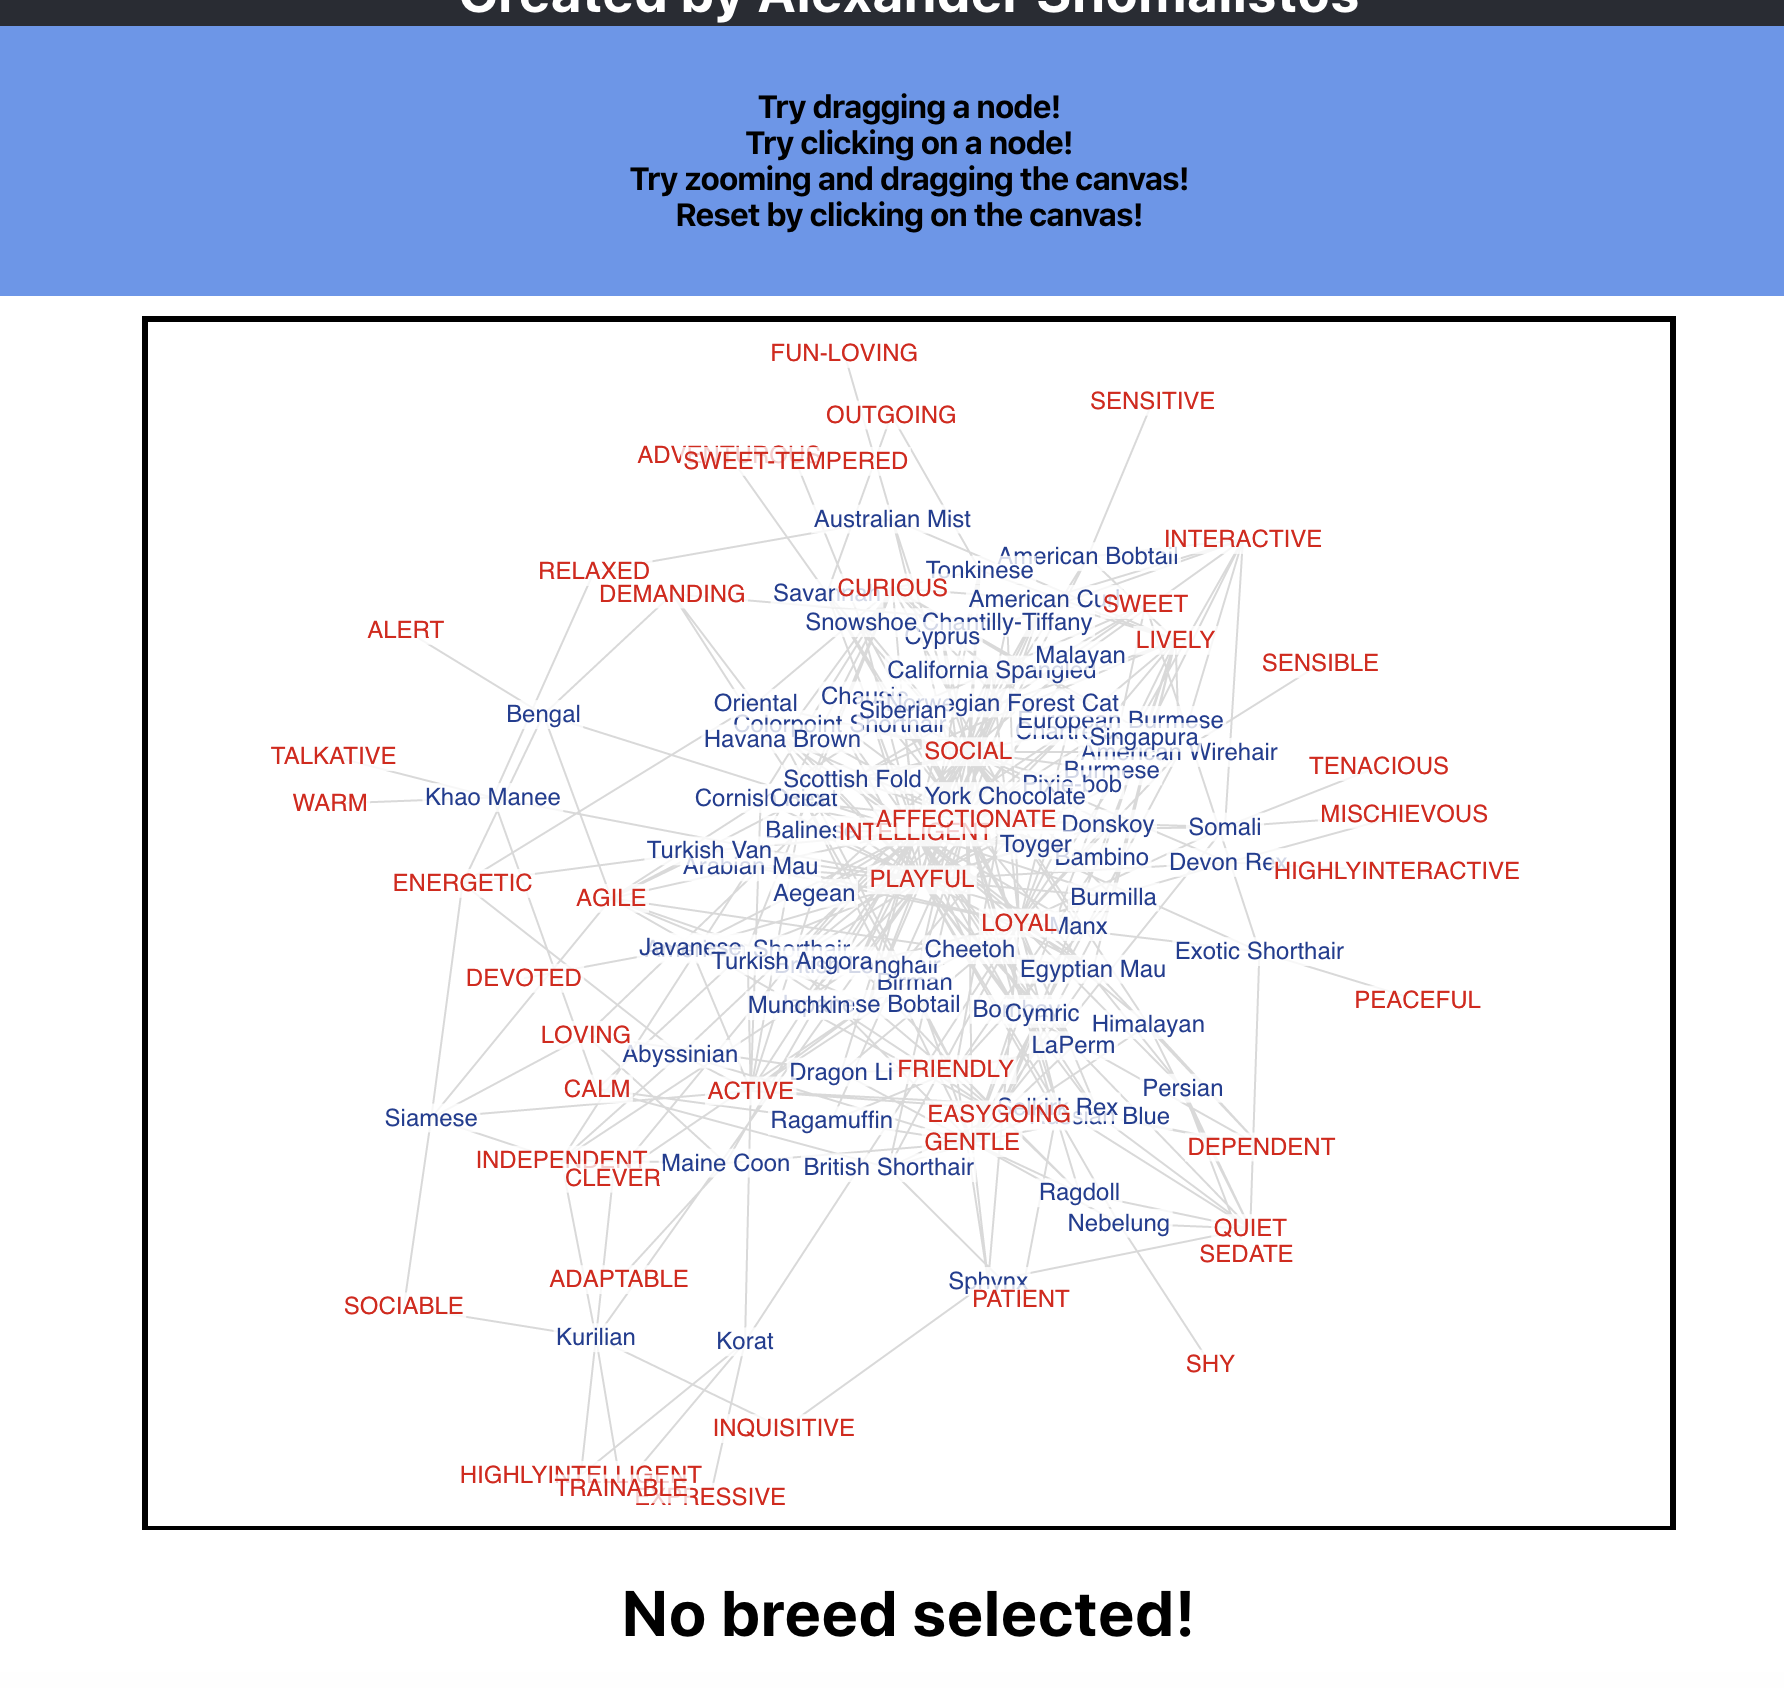 Created by Alexander Shomalistos
Try dragging a node!
Try clicking on a node!
Try zooming and dragging the canvas!
Reset by clicking on the canvas!
FUN-LOVING
SENSITIVE
OUTGOING
ADVENTUROUS
SWEET-TEMPERED
Australian Mist
INTERACTIVE
American Bobtail
RELAXED
Tonkinese
DEMANDING
Savannah
CURIOUS
American Curl
SWEET
Snowshoe
Chantilly-Tiffany
ALERT
Cyprus
LIVELY
Malayan
SENSIBLE
California Spangled
Chausie
Oriental
Norwegian Forest Cat
Siberian
Bengal
Colorpoint Shorthair
European Burmese
Havana Brown
Singapura
SOCIAL
American Wirehair
TALKATIVE
TENACIOUS
Burmese
Scottish Fold
Pixie-bob
Khao Manee
Ocicat
York Chocolate
WARM
MISCHIEVOUS
AFFECTIONATE
Donskoy
Somali
INTELLIGENT
Toyger
Turkish Van
Bambino
Devon Rex
Arabian Mau
HIGHLYINTERACTIVE
PLAYFUL
ENERGETIC
Aegean
AGILE
Burmilla
LOYAL
Manx
Javanese
Shorthair
Cheetoh
Exotic Shorthair
Turkish Angora
Egyptian Mau
DEVOTED
Birman
PEACEFUL
Munchkin
Bobtail
Cymric
Himalayan
LOVING
LaPerm
Abyssinian
Dragon Li
FRIENDLY
CALM
ACTIVE
Persian
Selkirk Rex
EASYGOING
Siamese
Ragamuffin
Blue
GENTLE
DEPENDENT
INDEPENDENT
Maine Coon
British Shorthair
CLEVER
Ragdoll
Nebelung
QUIET
SEDATE
ADAPTABLE
Sphynx
PATIENT
SOCIABLE
Kurilian
Korat
SHY
INQUISITIVE
HIGHLYINTELLIGENT
TRAINABLE
EXPRESSIVE
No breed selected!